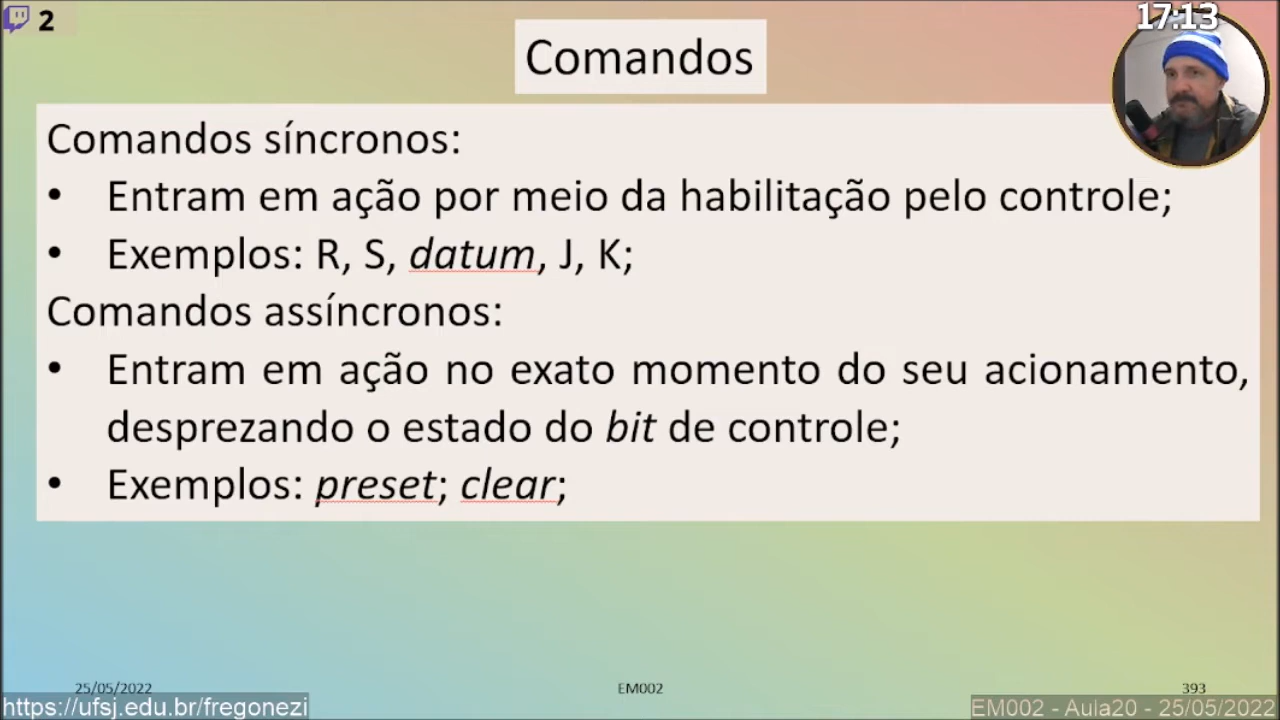 2
17:13
Comandos
Comandos síncronos:
• Entram em ação por meio da habilitação pelo controle;
• Exemplos: R, S, datum, J, K;
Comandos assíncronos:
• Entram em ação no exato momento do seu acionamento,
desprezando o estado do bit de controle;
• Exemplos: preset; clear;
25/05/2022
EM002
393
https://ufsj.edu.br/fregonezi
EM002 - Aula20 - 25/05/2022